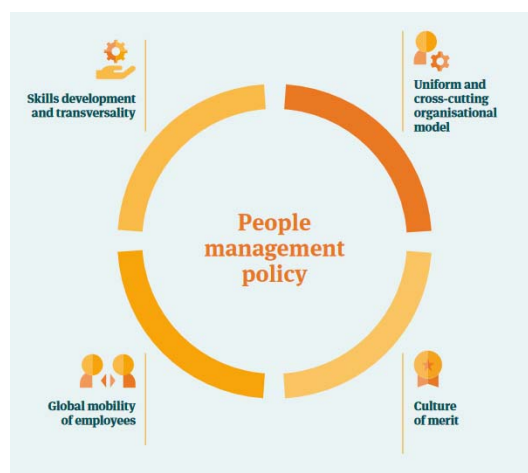 Skills development
and transversality
Uniform and
cross-cutting
organisational
model
People
management
policy
Global mobility
of employees
Culture
of merit